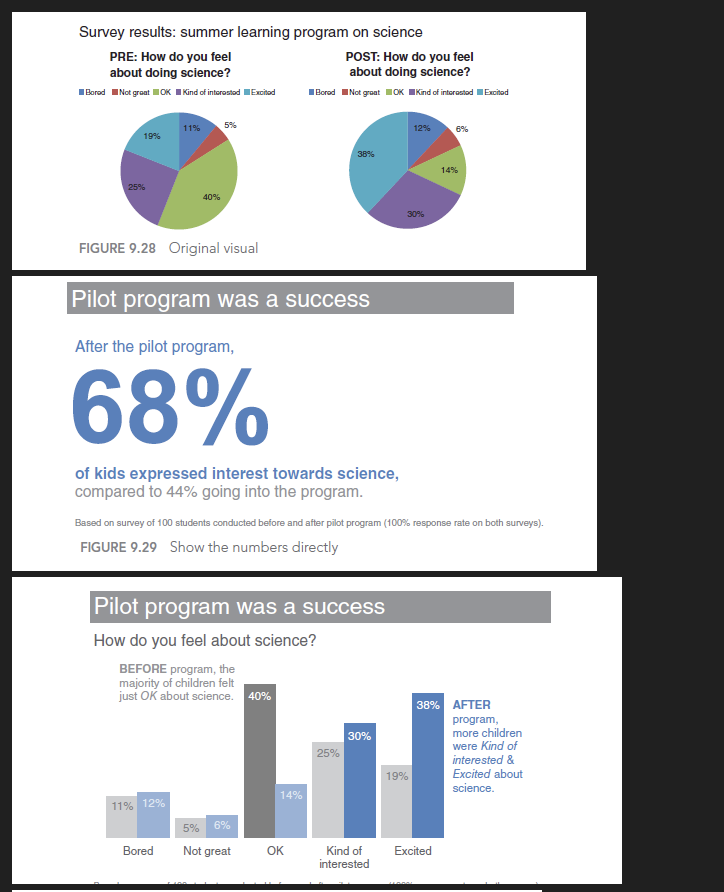 Survey results: summer learning program on science
PRE: How do you feel
about doing science?
Bored Not great OK Kind of interested Excited
11%
5%
40%
25%
19%
POST: How do you feel
about doing science?
Bored Not great OK Kind of interested Excited
12%
6%
14%
30%
38%
FIGURE 9.28 Original visual
Pilot program was a success
After the pilot program,
68%
of kids expressed interest towards science,
compared to 44% going into the program.
Based on survey of 100 students conducted before and after pilot program (100% response rate on both surveys).
FIGURE 9.29 Show the numbers directly
Pilot program was a success
How do you feel about science?
BEFORE program, the
majority of children felt
just OK about science.
11% 12%
5% 6%
40% 14%
25% 30%
19% 38%
AFTER
program,
more children
were Kind of
interested &
Excited about
science.
Bored Not great OK Kind of
interested Excited